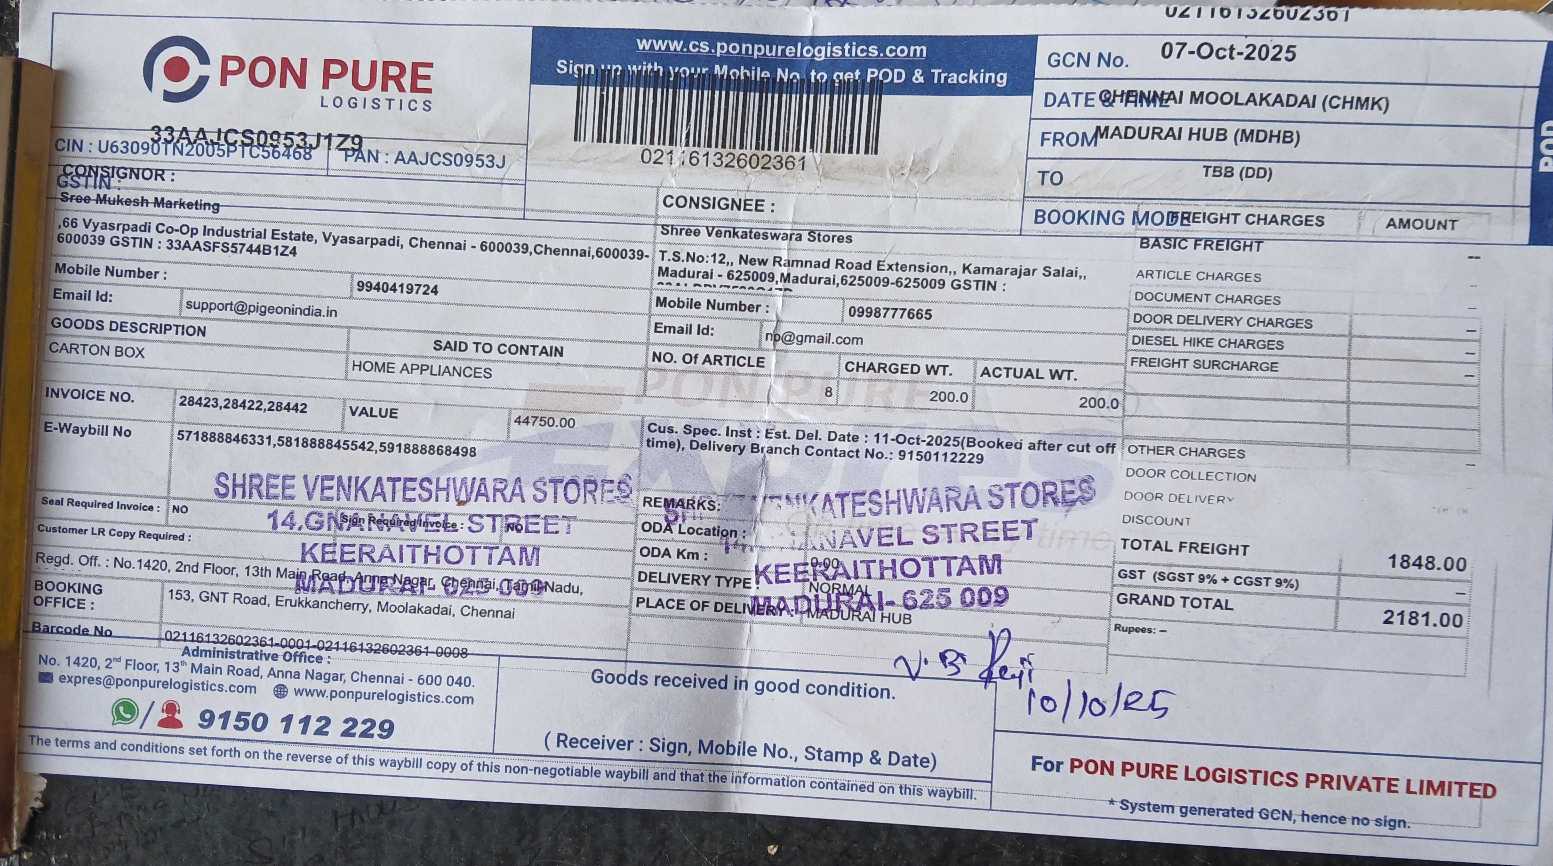 02116132602361
PON PURE
LOGISTICS
www.cs.ponpurelogistics.com
Sign up with your Mobile No. to get POD & Tracking
02116132602361
GCN No. 07-Oct-2025
DATE & TIME CHENNAI MOOLAKADAI (CHMK)
FROM MADURAI HUB (MDHB)
TO TBB (DD)
BOOKING MODE
POD
33AAJCS0953J1Z9
CIN : U63090TN2005PTC56468 PAN : AAJCS0953J
GSTIN :
CONSIGNOR :
Sree Mukesh Marketing
,66 Vyasrpadi Co-Op Industrial Estate, Vyasarpadi, Chennai - 600039,Chennai,600039-
600039 GSTIN : 33AASFS5744B1Z4
Mobile Number : 9940419724
Email Id: support@pigeonindia.in
CONSIGNEE :
Shree Venkateswara Stores
T.S.No:12,, New Ramnad Road Extension,, Kamarajar Salai,,
Madurai - 625009,Madurai,625009-625009 GSTIN :
Mobile Number : 0998777665
Email Id: np@gmail.com
GOODS DESCRIPTION SAID TO CONTAIN
CARTON BOX HOME APPLIANCES
NO. Of ARTICLE CHARGED WT. ACTUAL WT.
8 200.0 200.0
INVOICE NO. 28423,28422,28442 VALUE 44750.00
E-Waybill No 571888846331,581888845542,591888868498
Cus. Spec. Inst : Est. Del. Date : 11-Oct-2025(Booked after cut off
time), Delivery Branch Contact No.: 9150112229
FREIGHT CHARGES AMOUNT
BASIC FREIGHT --
ARTICLE CHARGES --
DOCUMENT CHARGES --
DOOR DELIVERY CHARGES --
DIESEL HIKE CHARGES --
FREIGHT SURCHARGE --
OTHER CHARGES --
DOOR COLLECTION
DOOR DELIVERY
DISCOUNT
TOTAL FREIGHT 1848.00
GST (SGST 9% + CGST 9%) --
GRAND TOTAL 2181.00
Rupees: --
Seal Required Invoice : NO Sign Required Invoice : NO
Customer LR Copy Required :
SHREE VENKATESHWARA STORES
14.GNANAVEL STREET
KEERAITHOTTAM
MADURAI- 625 009
REMARKS:
ODA Location :
ODA Km : 0.00
DELIVERY TYPE NORMAL
PLACE OF DELIVERY : MADURAI HUB
VENKATESHWARA STORES
GNANAVEL STREET
KEERAITHOTTAM
MADURAI- 625 009
Regd. Off. : No.1420, 2nd Floor, 13th Main Road, Anna Nagar, Chennai, Tamil Nadu,
BOOKING OFFICE : 153, GNT Road, Erukkancherry, Moolakadai, Chennai
Barcode No 02116132602361-0001-02116132602361-0008
Administrative Office :
No. 1420, 2nd Floor, 13th Main Road, Anna Nagar, Chennai - 600 040.
expres@ponpurelogistics.com www.ponpurelogistics.com
9150 112 229
Goods received in good condition.
V. B
10/10/25
( Receiver : Sign, Mobile No., Stamp & Date)
The terms and conditions set forth on the reverse of this waybill copy of this non-negotiable waybill and that the information contained on this waybill.
For PON PURE LOGISTICS PRIVATE LIMITED
* System generated GCN, hence no sign.